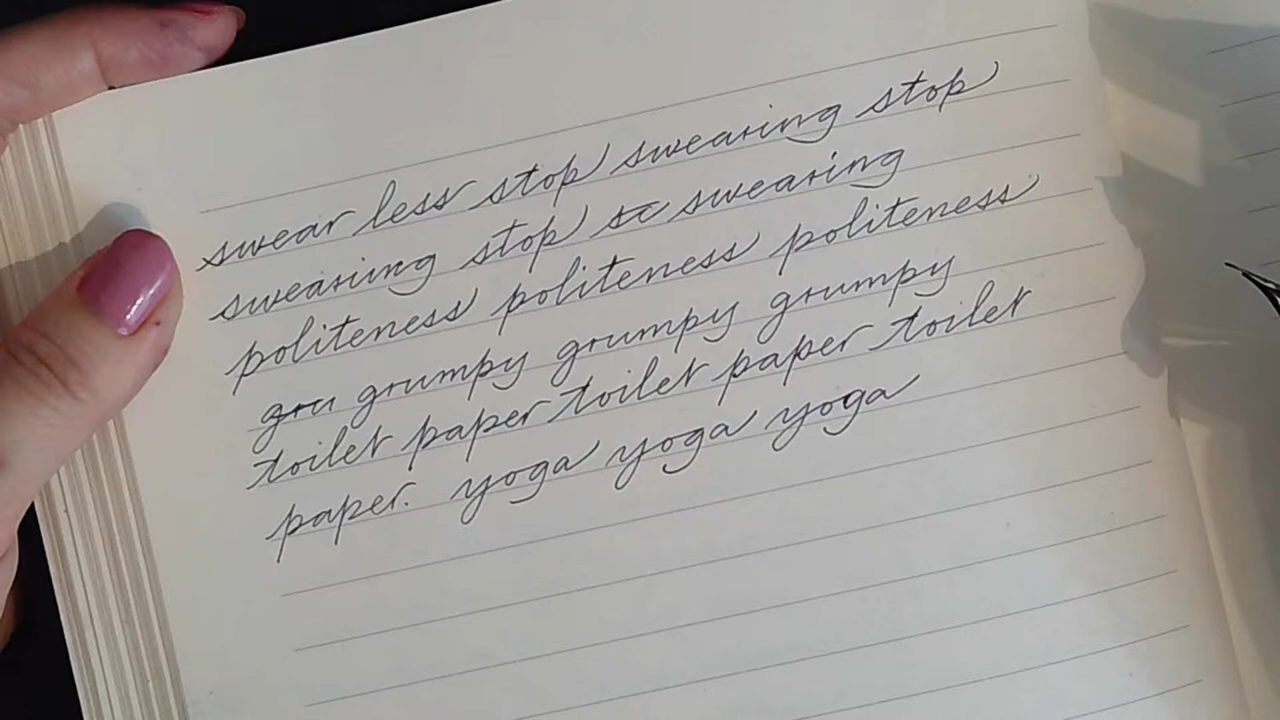 swear less stop swearing stop
swearing stop sc swearing
politeness politeness politeness
gru grumpy grumpy grumpy
toilet paper toilet paper toilet
paper. yoga yoga yoga